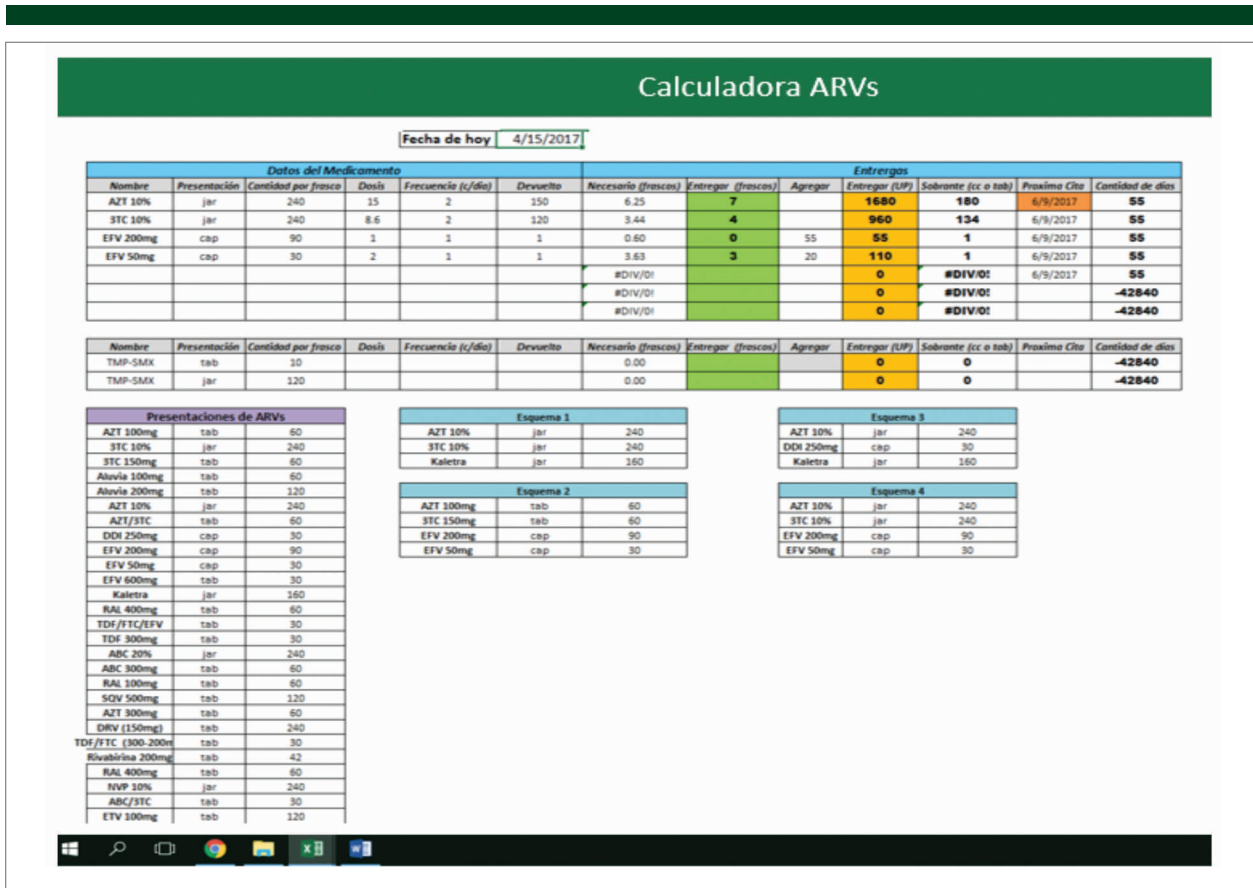 Calculadora ARVs
Fecha de hoy 4/15/2017
Datos del Medicamento Entrergas
Nombre Presentación Cantidad por frasco Dosis Frecuencia (c/dia) Devuelto Necesario (frascos) Entregar (frascos) Agregar Entregar (UP) Sobrante (cc o tab) Proximo Cita Cantidad de dias
AZT 10% jar 240 15 2 150 6.25 7 1680 180 6/9/2017 55
3TC 10% jar 240 8.6 2 120 3.44 4 960 134 6/9/2017 55
EFV 200mg cap 90 1 1 1 0.60 0 55 55 1 6/9/2017 55
EFV 50mg cap 30 2 1 1 3.63 3 20 110 1 6/9/2017 55
#DIV/0! 0 #DIV/0! 6/9/2017 55
#DIV/0! 0 #DIV/0! -42840
#DIV/0! 0 #DIV/0! -42840
Nombre Presentación Cantidad por frasco Dosis Frecuencia (c/dia) Devuelto Necesario (frascos) Entregar (frascos) Agregar Entregar (UP) Sobrante (cc o tab) Proximo Cita Cantidad de dias
TMP-SMX tab 10 0.00 0 0 -42840
TMP-SMX jar 120 0.00 0 0 -42840
Presentaciones de ARVs
AZT 100mg tab 60
3TC 10% jar 240
3TC 150mg tab 60
Aluvia 100mg tab 60
Aluvia 200mg tab 120
AZT 10% jar 240
AZT/3TC tab 60
DDI 250mg cap 30
EFV 200mg cap 90
EFV 50mg cap 30
EFV 600mg tab 30
Kaletra jar 160
RAL 400mg tab 60
TDF/FTC/EFV tab 30
TDF 300mg tab 30
ABC 20% jar 240
ABC 300mg tab 60
RAL 100mg tab 60
SQV 500mg tab 120
AZT 300mg tab 60
DRV (150mg) tab 240
TDF/FTC (300-200m tab 30
Rivabirina 200mg tab 42
RAL 400mg tab 60
NVP 10% jar 240
ABC/3TC tab 30
ETV 100mg tab 120
Esquema 1
AZT 10% jar 240
3TC 10% jar 240
Kaletra jar 160
Esquema 2
AZT 100mg tab 60
3TC 150mg tab 60
EFV 200mg cap 90
EFV 50mg cap 30
Esquema 3
AZT 10% jar 240
DDI 250mg cap 30
Kaletra jar 160
Esquema 4
AZT 10% jar 240
3TC 10% jar 240
EFV 200mg cap 90
EFV 50mg cap 30